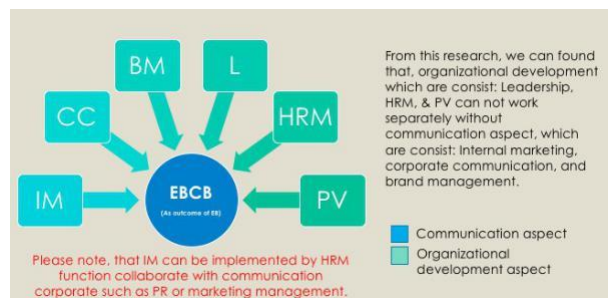 BM
L
CC
HRM
IM
EBCB
(As outcome of EB)
PV
Please note, that IM can be implemented by HRM
function collaborate with communication
corporate such as PR or marketing management.
From this research, we can found
that, organizational development
which are consist: Leadership,
HRM, & PV can not work
separately without
communication aspect, which
are consist: Internal marketing,
corporate communication, and
brand management.
Communication aspect
Organizational
development aspect